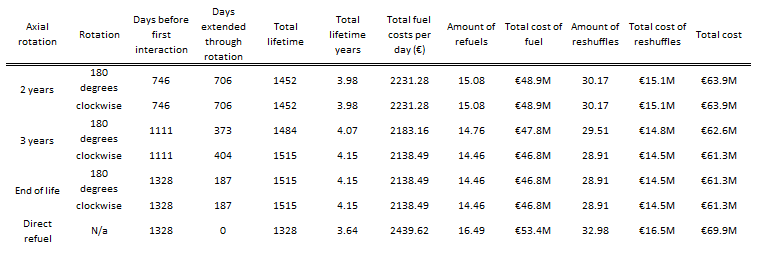 Axial rotation Rotation Days before first interaction Days extended through rotation Total lifetime Total lifetime years Total fuel costs per day (€) Amount of refuels Total cost of fuel Amount of reshuffles Total cost of reshuffles Total cost
2 years 180 degrees 746 706 1452 3.98 2231.28 15.08 €48.9M 30.17 €15.1M €63.9M
clockwise 746 706 1452 3.98 2231.28 15.08 €48.9M 30.17 €15.1M €63.9M
3 years 180 degrees 1111 373 1484 4.07 2183.16 14.76 €47.8M 29.51 €14.8M €62.6M
clockwise 1111 404 1515 4.15 2138.49 14.46 €46.8M 28.91 €14.5M €61.3M
End of life 180 degrees 1328 187 1515 4.15 2138.49 14.46 €46.8M 28.91 €14.5M €61.3M
clockwise 1328 187 1515 4.15 2138.49 14.46 €46.8M 28.91 €14.5M €61.3M
Direct refuel N/a 1328 0 1328 3.64 2439.62 16.49 €53.4M 32.98 €16.5M €69.9M